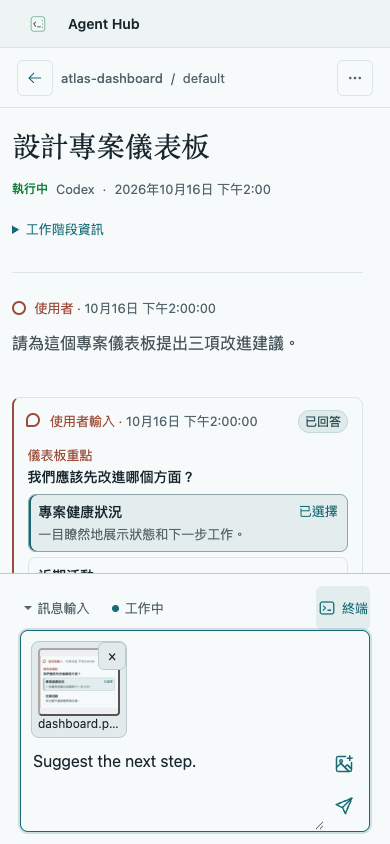 Agent Hub
atlas-dashboard / default
設計專案儀表板
執行中 Codex · 2026年10月16日 下午2:00
工作階段資訊
使用者 · 10月16日 下午2:00:00
請為這個專案儀表板提出三項改進建議。
使用者輸入 · 10月16日 下午2:00:00 已回答
儀表板重點
我們應該先改進哪個方面？
專案健康狀況 已選擇
一目瞭然地展示狀態和下一步工作。
訊息輸入 工作中 終端
dashboard.p...
Suggest the next step.